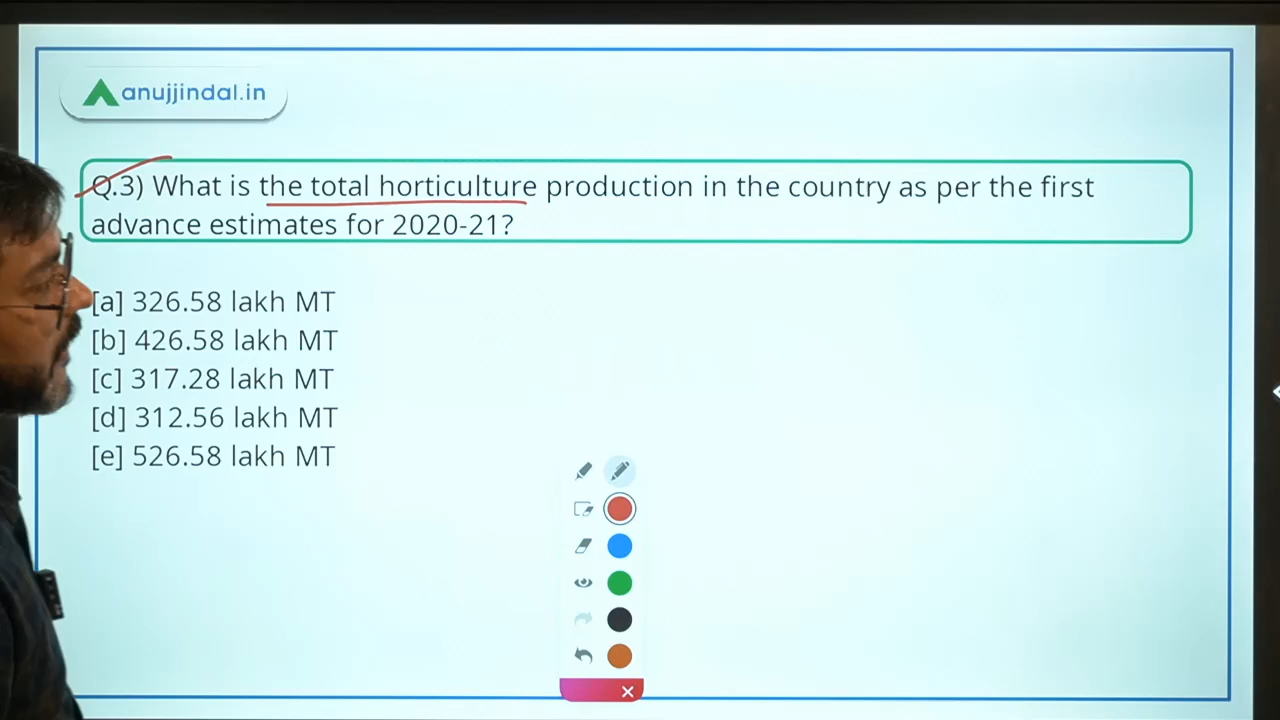 anujjindal.in
Q.3) What is the total horticulture production in the country as per the first
advance estimates for 2020-21?
[a] 326.58 lakh MT
[b] 426.58 lakh MT
[c] 317.28 lakh MT
[d] 312.56 lakh MT
[e] 526.58 lakh MT